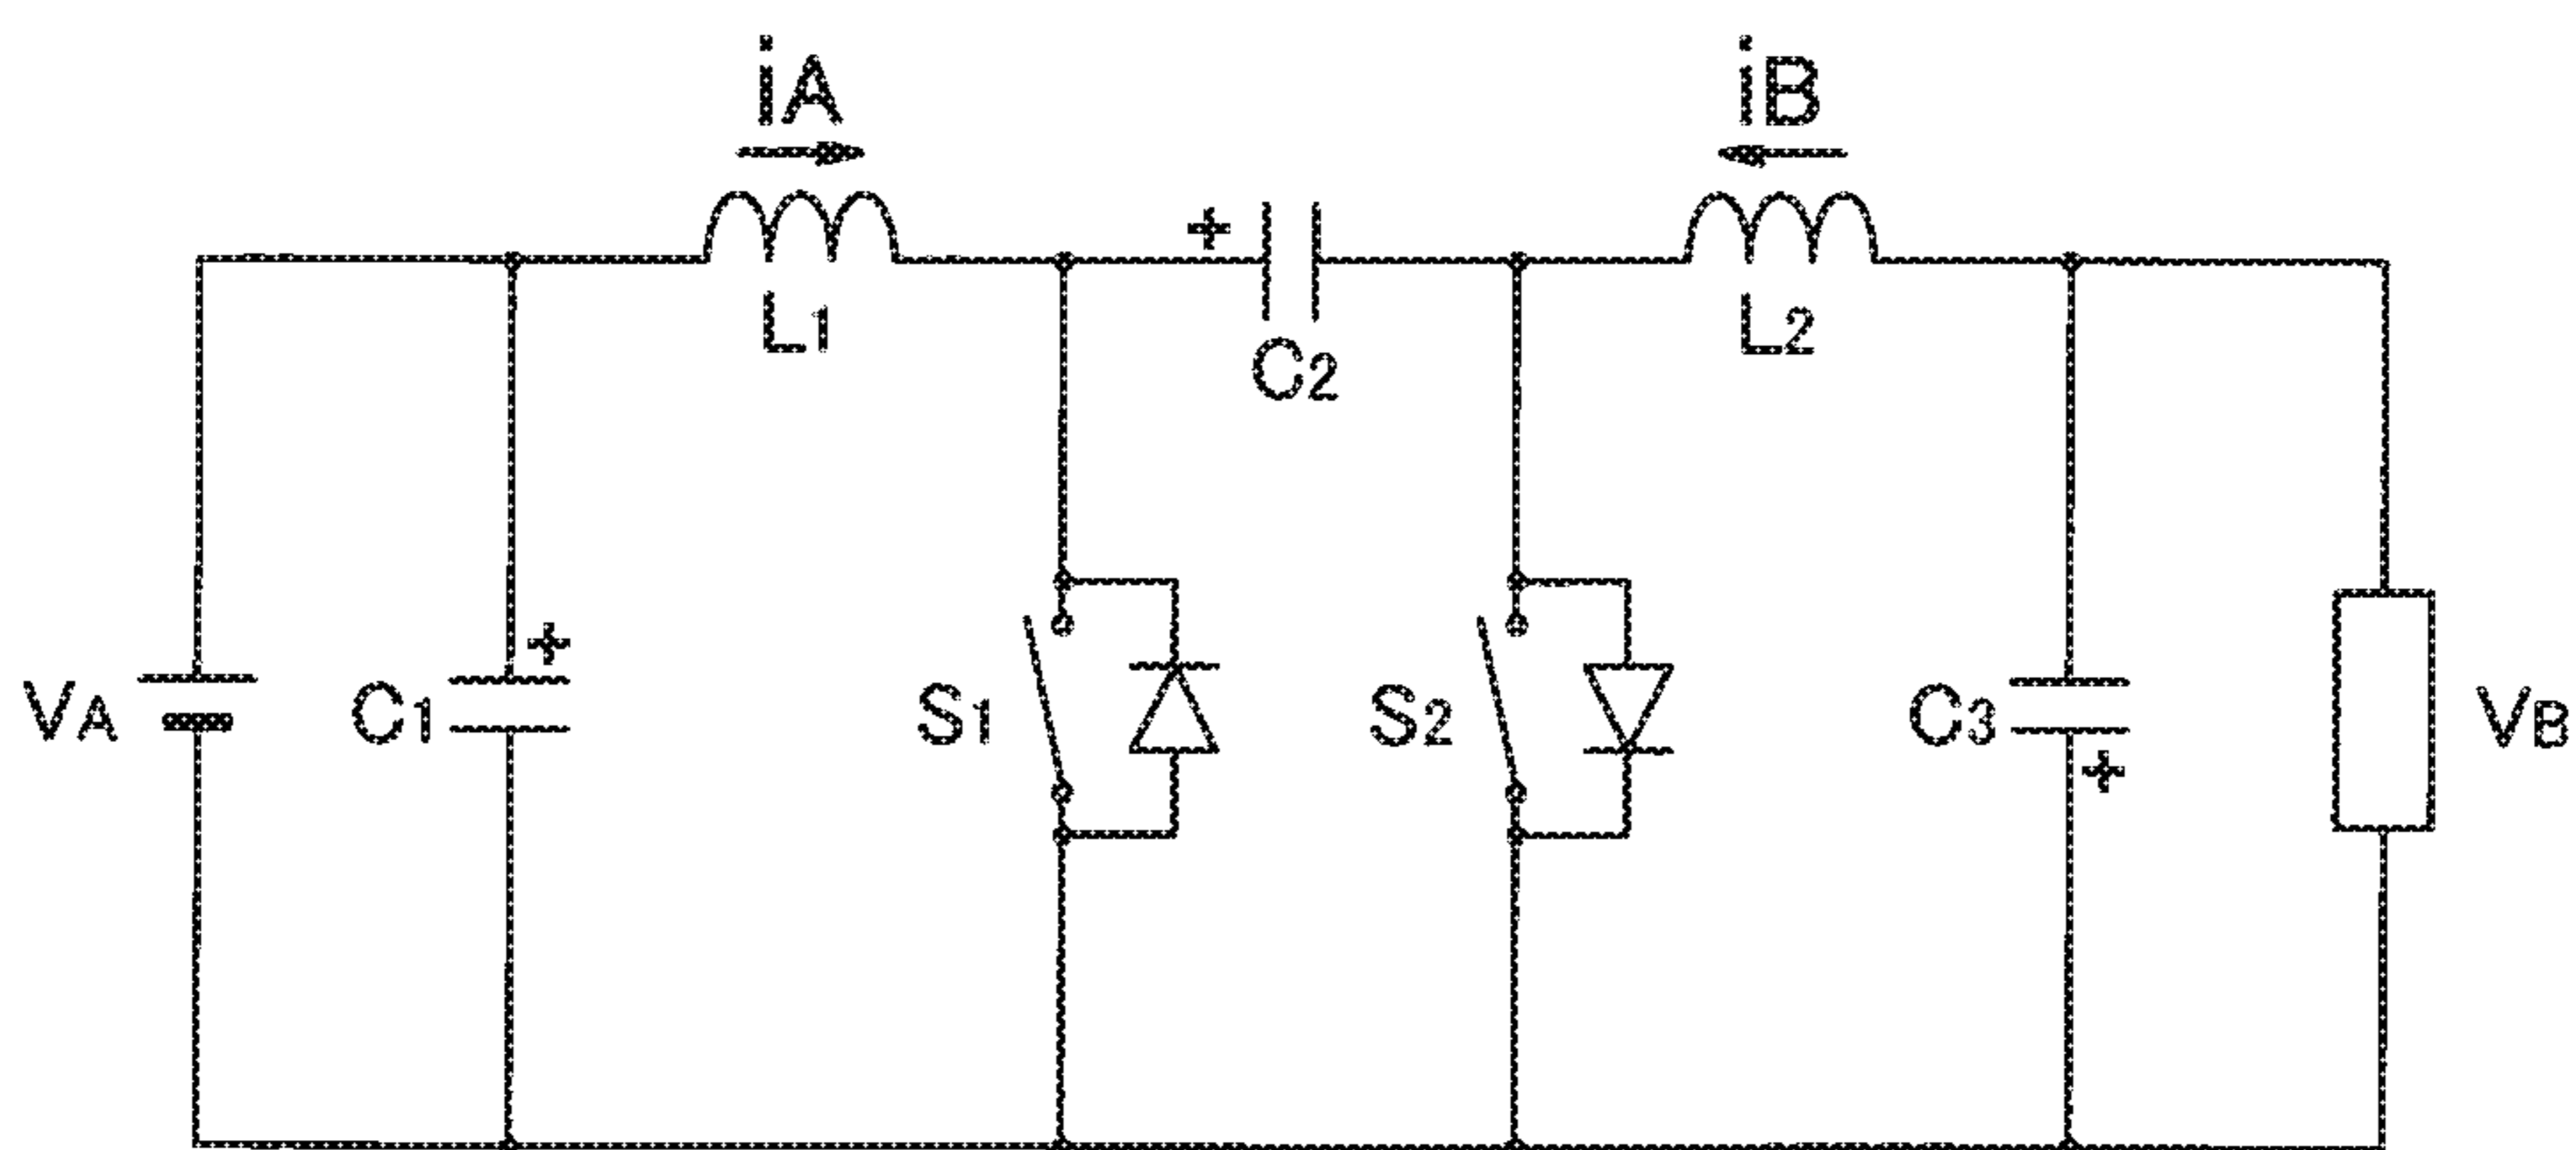 iA
iB
+
L1
L2
C2
+
VA
C1
S1
S2
C3
VB
+